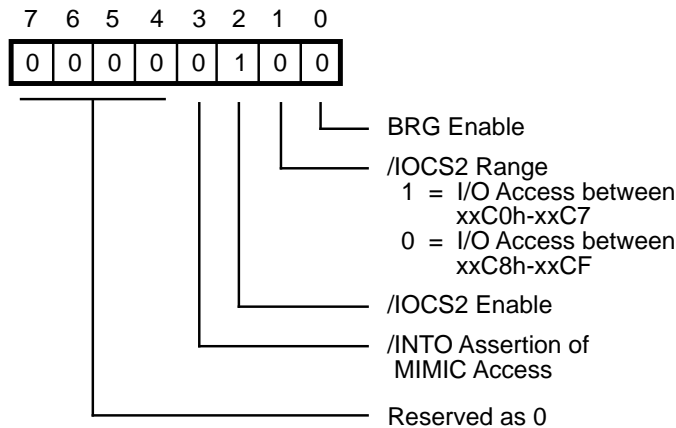 7 6 5 4 3 2 1 0
0 0 0 0 0 1 0 0
BRG Enable
/IOCS2 Range
1 = I/O Access between
xxC0h-xxC7
0 = I/O Access between
xxC8h-xxCF
/IOCS2 Enable
/INTO Assertion of
MIMIC Access
Reserved as 0